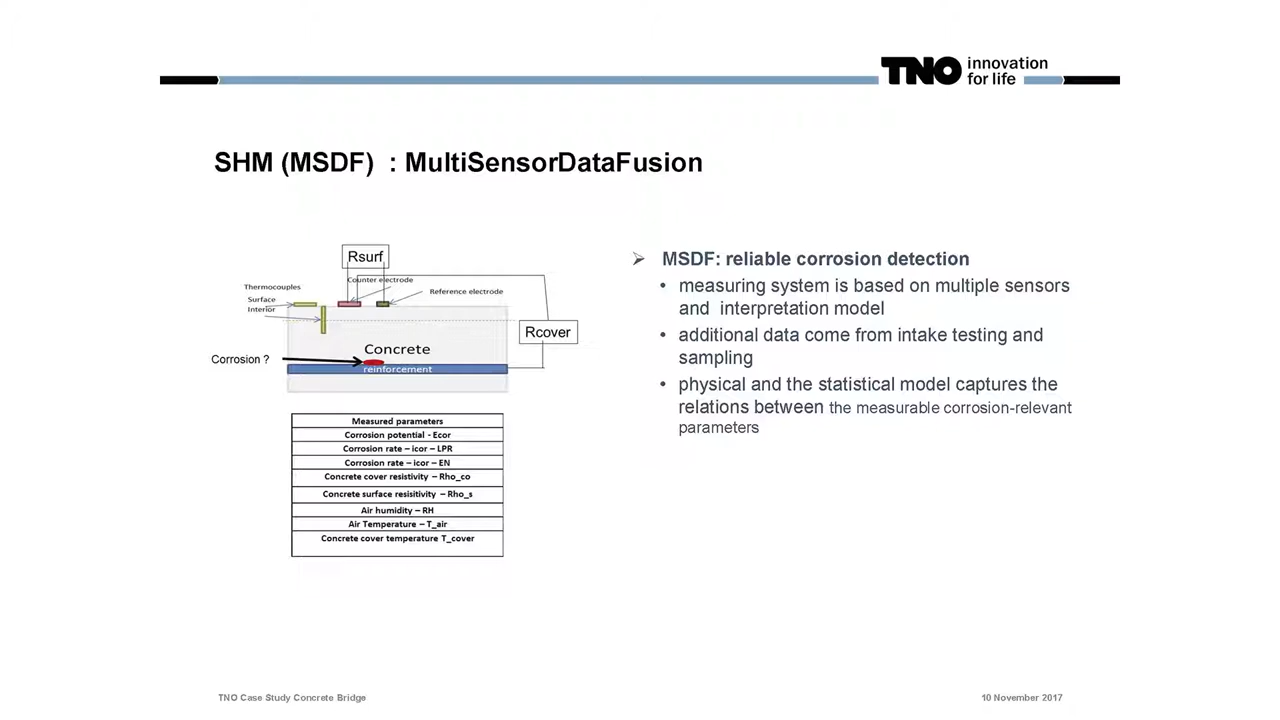 TNO innovation
for life
SHM (MSDF)  : MultiSensorDataFusion
Rsurf
Counter electrode
Thermocouples
Reference electrode
Surface
Interior
Rcover
Concrete
Corrosion ?
reinforcement
Measured parameters
Corrosion potential - Ecor
Corrosion rate – icor – LPR
Corrosion rate – icor – EN
Concrete cover resistivity – Rho_co
Concrete surface resisitivity – Rho_s
Air humidity – RH
Air Temperature – T_air
Concrete cover temperature T_cover
➢ MSDF: reliable corrosion detection
• measuring system is based on multiple sensors
and  interpretation model
• additional data come from intake testing and
sampling
• physical and the statistical model captures the
relations between the measurable corrosion-relevant
parameters
TNO Case Study Concrete Bridge
10 November 2017